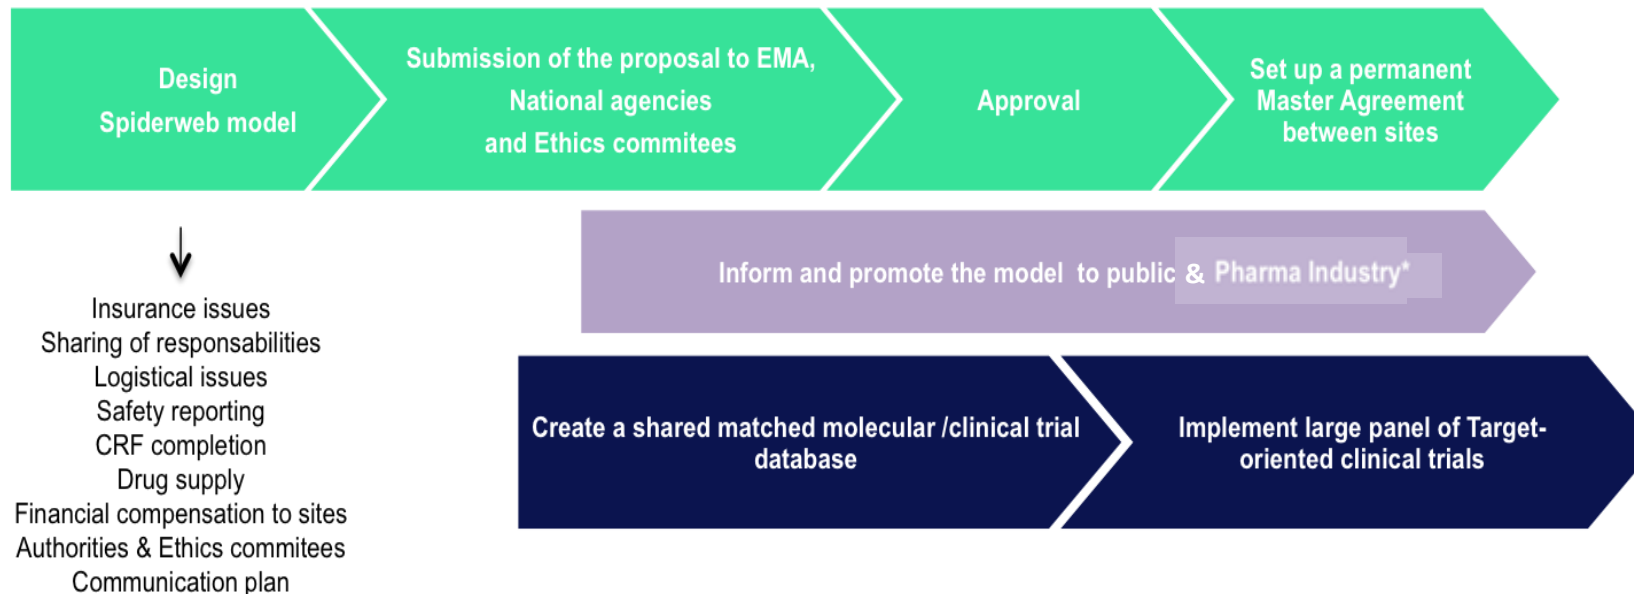 Design
Spiderweb model
Submission of the proposal to EMA,
National agencies
and Ethics commitees
Approval
Set up a permanent
Master Agreement
between sites
Inform and promote the model to public & Pharma Industry*
Insurance issues
Sharing of responsabilities
Logistical issues
Safety reporting
CRF completion
Drug supply
Financial compensation to sites
Authorities & Ethics commitees
Communication plan
Create a shared matched molecular /clinical trial
database
Implement large panel of Target-
oriented clinical trials